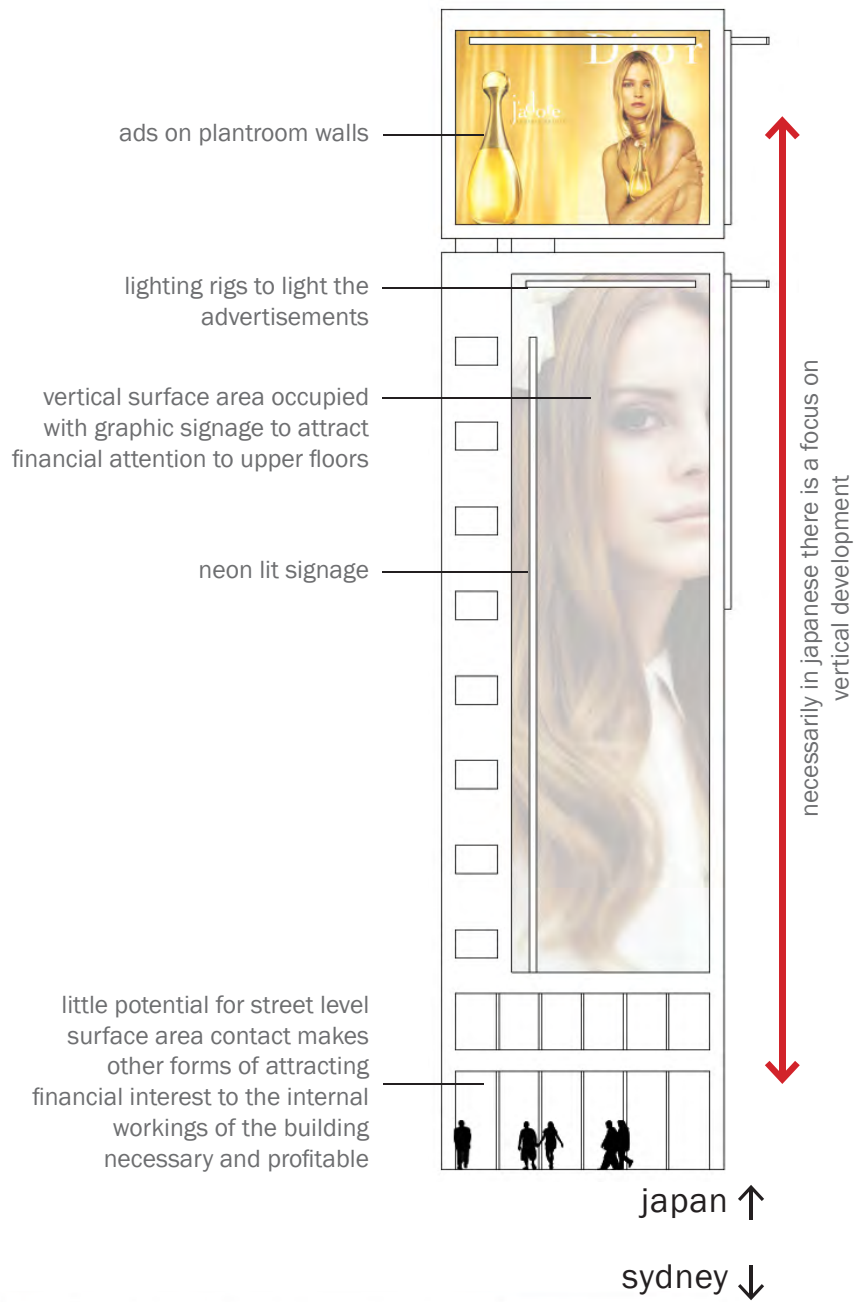 Dior
j'adore
ads on plantroom walls
lighting rigs to light the
advertisements
vertical surface area occupied
with graphic signage to attract
financial attention to upper floors
neon lit signage
necessarily in japanese there is a focus on
vertical development
little potential for street level
surface area contact makes
other forms of attracting
financial interest to the internal
workings of the building
necessary and profitable
japan ↑
sydney ↓